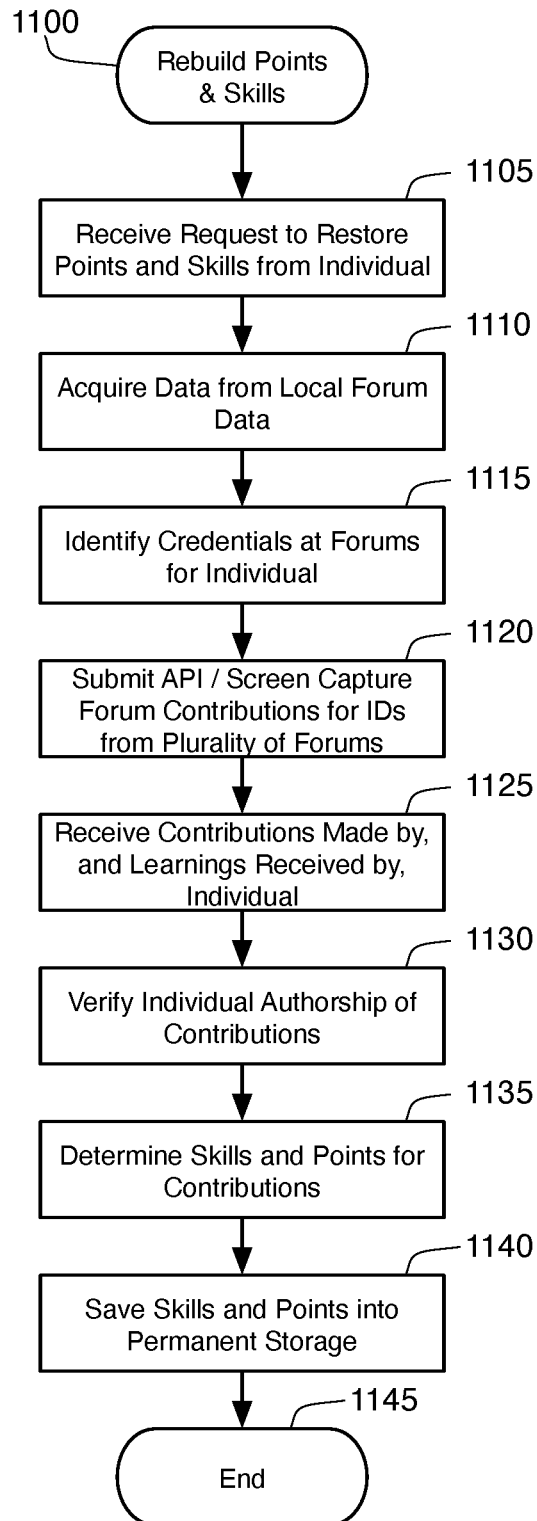 1100
Rebuild Points
& Skills
1105
Receive Request to Restore
Points and Skills from Individual
1110
Acquire Data from Local Forum
Data
1115
Identify Credentials at Forums
for Individual
1120
Submit API / Screen Capture
Forum Contributions for IDs
from Plurality of Forums
1125
Receive Contributions Made by,
and Learnings Received by,
Individual
1130
Verify Individual Authorship of
Contributions
1135
Determine Skills and Points for
Contributions
1140
Save Skills and Points into
Permanent Storage
1145
End